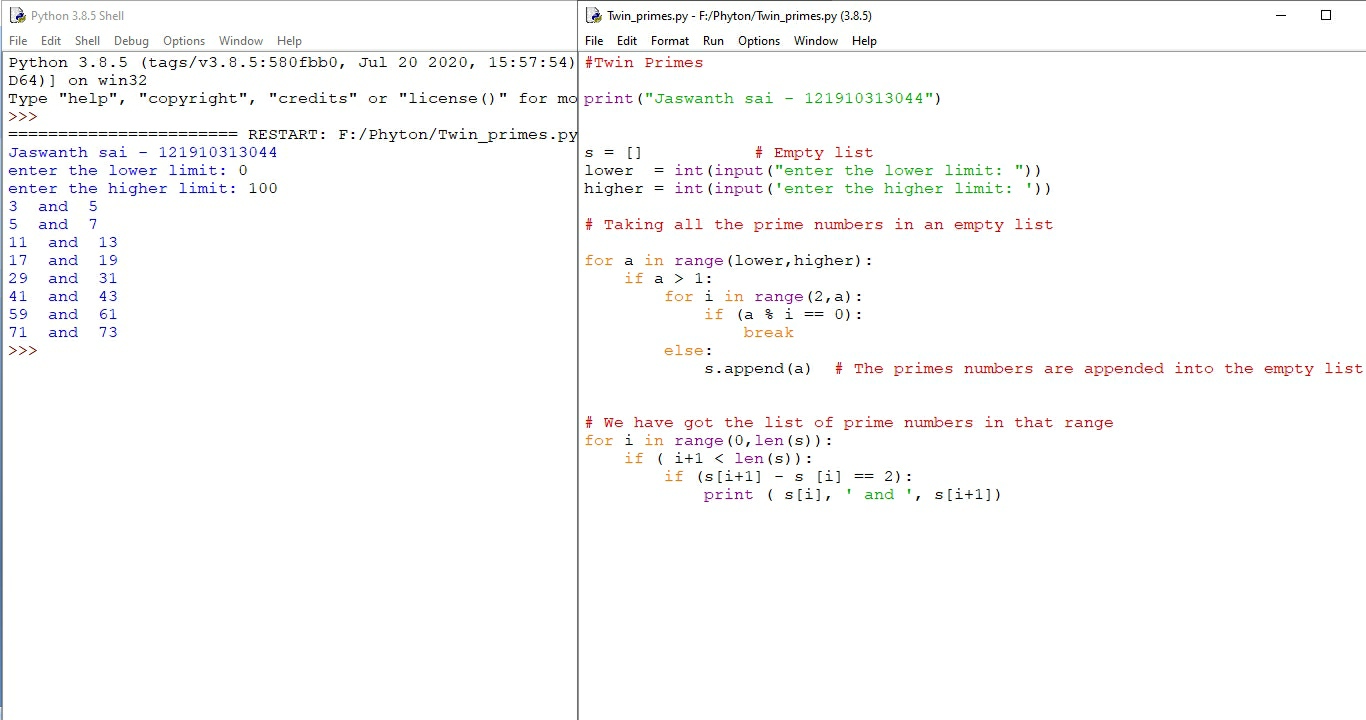 Python 3.8.5 Shell
File Edit Shell Debug Options Window Help
Python 3.8.5 (tags/v3.8.5:580fbb0, Jul 20 2020, 15:57:54)
D64)] on win32
Type "help", "copyright", "credits" or "license()" for mo
>>>
======================= RESTART: F:/Phyton/Twin_primes.py
Jaswanth sai - 121910313044
enter the lower limit: 0
enter the higher limit: 100
3  and  5
5  and  7
11  and  13
17  and  19
29  and  31
41  and  43
59  and  61
71  and  73
>>>
Twin_primes.py - F:/Phyton/Twin_primes.py (3.8.5)
File Edit Format Run Options Window Help
#Twin Primes
print("Jaswanth sai - 121910313044")
s = []           # Empty list
lower  = int(input("enter the lower limit: "))
higher = int(input('enter the higher limit: '))
# Taking all the prime numbers in an empty list
for a in range(lower,higher):
    if a > 1:
        for i in range(2,a):
            if (a % i == 0):
                break
        else:
            s.append(a)  # The primes numbers are appended into the empty list
# We have got the list of prime numbers in that range
for i in range(0,len(s)):
    if ( i+1 < len(s)):
        if (s[i+1] - s [i] == 2):
            print ( s[i], ' and ', s[i+1])